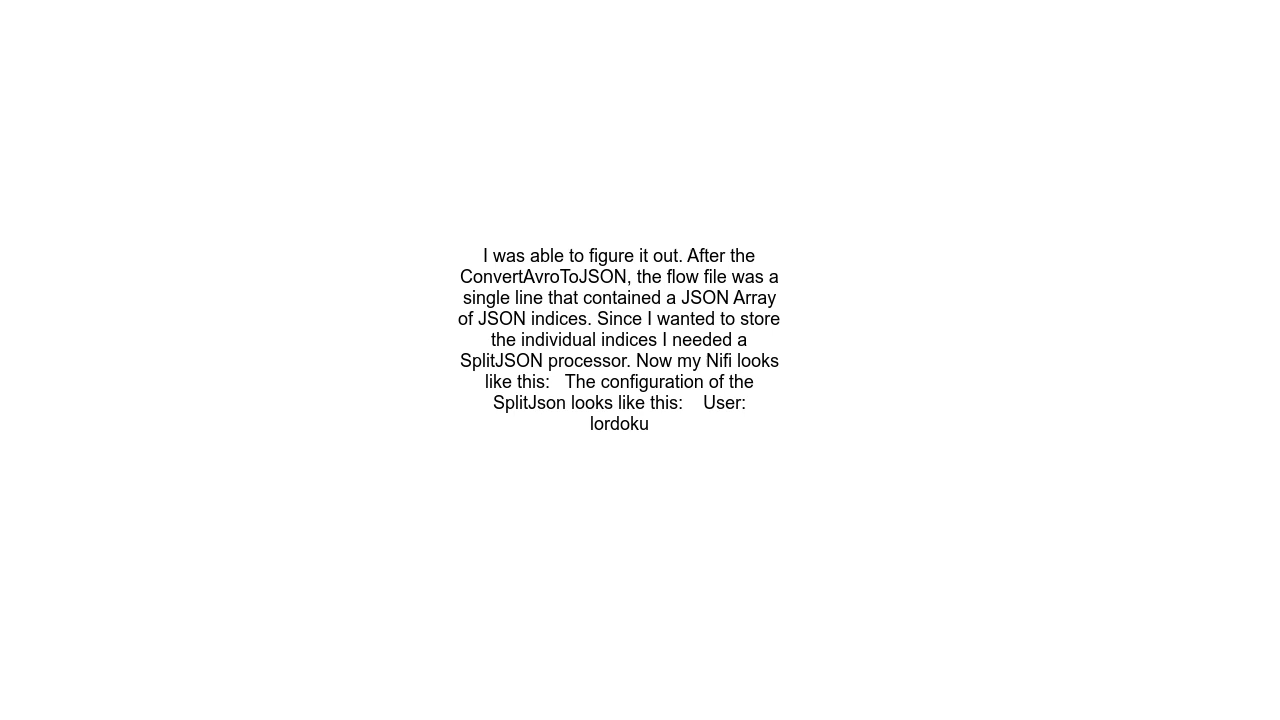 I was able to figure it out. After the
ConvertAvroToJSON, the flow file was a
single line that contained a JSON Array
of JSON indices. Since I wanted to store
the individual indices I needed a
SplitJSON processor. Now my Nifi looks
like this:   The configuration of the
SplitJson looks like this:    User:
lordoku